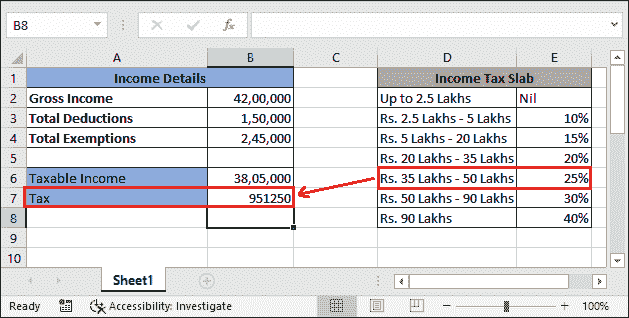 B8
fx
A B C D E
1 Income Details Income Tax Slab
2 Gross Income 42,00,000 Up to 2.5 Lakhs Nil
3 Total Deductions 1,50,000 Rs. 2.5 Lakhs - 5 Lakhs 10%
4 Total Exemptions 2,45,000 Rs. 5 Lakhs - 20 Lakhs 15%
5 Rs. 20 Lakhs - 35 Lakhs 20%
6 Taxable Income 38,05,000 Rs. 35 Lakhs - 50 Lakhs 25%
7 Tax 951250 Rs. 50 Lakhs - 90 Lakhs 30%
8 Rs. 90 Lakhs 40%
9
10
Sheet1
Ready Accessibility: Investigate 100%